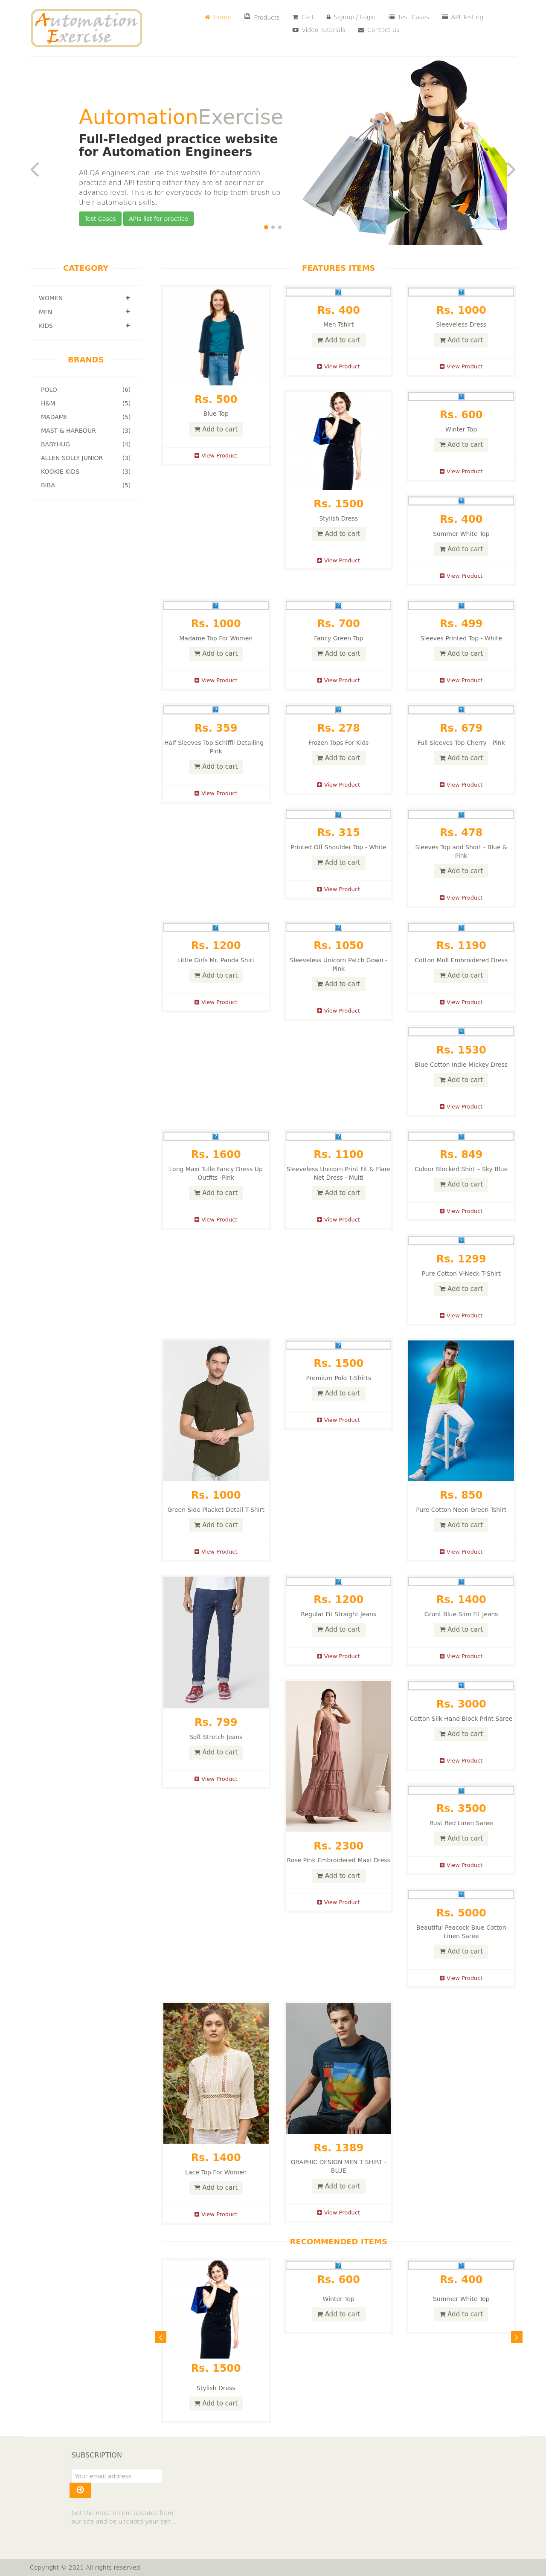 Automation
Exercise
Home
Products
Cart
Signup / Login
Test Cases
API Testing
Video Tutorials
Contact us
AutomationExercise
Full-Fledged practice website
for Automation Engineers
All QA engineers can use this website for automation
practice and API testing either they are at beginner or
advance level. This is for everybody to help them brush up
their automation skills.
Test Cases
APIs list for practice
CATEGORY
WOMEN
MEN
KIDS
BRANDS
POLO (6)
H&M (5)
MADAME (5)
MAST & HARBOUR (3)
BABYHUG (4)
ALLEN SOLLY JUNIOR (3)
KOOKIE KIDS (3)
BIBA (5)
FEATURES ITEMS
Rs. 500
Blue Top
Add to cart
View Product
Rs. 400
Men Tshirt
Add to cart
View Product
Rs. 1000
Sleeveless Dress
Add to cart
View Product
Rs. 1500
Stylish Dress
Add to cart
View Product
Rs. 600
Winter Top
Add to cart
View Product
Rs. 400
Summer White Top
Add to cart
View Product
Rs. 1000
Madame Top For Women
Add to cart
View Product
Rs. 700
Fancy Green Top
Add to cart
View Product
Rs. 499
Sleeves Printed Top - White
Add to cart
View Product
Rs. 359
Half Sleeves Top Schiffli Detailing -
Pink
Add to cart
View Product
Rs. 278
Frozen Tops For Kids
Add to cart
View Product
Rs. 679
Full Sleeves Top Cherry - Pink
Add to cart
View Product
Rs. 315
Printed Off Shoulder Top - White
Add to cart
View Product
Rs. 478
Sleeves Top and Short - Blue &
Pink
Add to cart
View Product
Rs. 1200
Little Girls Mr. Panda Shirt
Add to cart
View Product
Rs. 1050
Sleeveless Unicorn Patch Gown -
Pink
Add to cart
View Product
Rs. 1190
Cotton Mull Embroidered Dress
Add to cart
View Product
Rs. 1530
Blue Cotton Indie Mickey Dress
Add to cart
View Product
Rs. 1600
Long Maxi Tulle Fancy Dress Up
Outfits -Pink
Add to cart
View Product
Rs. 1100
Sleeveless Unicorn Print Fit & Flare
Net Dress - Multi
Add to cart
View Product
Rs. 849
Colour Blocked Shirt – Sky Blue
Add to cart
View Product
Rs. 1299
Pure Cotton V-Neck T-Shirt
Add to cart
View Product
Rs. 1000
Green Side Placket Detail T-Shirt
Add to cart
View Product
Rs. 1500
Premium Polo T-Shirts
Add to cart
View Product
Rs. 850
Pure Cotton Neon Green Tshirt
Add to cart
View Product
Rs. 799
Soft Stretch Jeans
Add to cart
View Product
Rs. 1200
Regular Fit Straight Jeans
Add to cart
View Product
Rs. 1400
Grunt Blue Slim Fit Jeans
Add to cart
View Product
Rs. 2300
Rose Pink Embroidered Maxi Dress
Add to cart
View Product
Rs. 3000
Cotton Silk Hand Block Print Saree
Add to cart
View Product
Rs. 3500
Rust Red Linen Saree
Add to cart
View Product
Rs. 5000
Beautiful Peacock Blue Cotton
Linen Saree
Add to cart
View Product
Rs. 1400
Lace Top For Women
Add to cart
View Product
Rs. 1389
GRAPHIC DESIGN MEN T SHIRT -
BLUE
Add to cart
View Product
RECOMMENDED ITEMS
Rs. 1500
Stylish Dress
Add to cart
Rs. 600
Winter Top
Add to cart
Rs. 400
Summer White Top
Add to cart
SUBSCRIPTION
Your email address
Get the most recent updates from
our site and be updated your self...
Copyright © 2021 All rights reserved